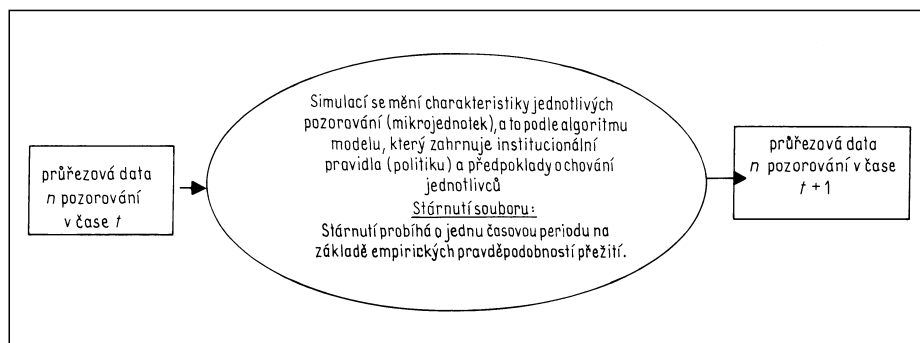 průřezová data
n pozorování
v čase t
Simulací se mění charakteristiky jednotlivých
pozorování (mikrojednotek), a to podle algoritmu
modelu, který zahrnuje institucionální
pravidla (politiku) a předpoklady o chování
jednotlivců
Stárnutí souboru:
Stárnutí probíhá o jednu časovou periodu na
základě empirických pravděpodobností přežití.
průřezová data
n pozorování v čase
t + 1